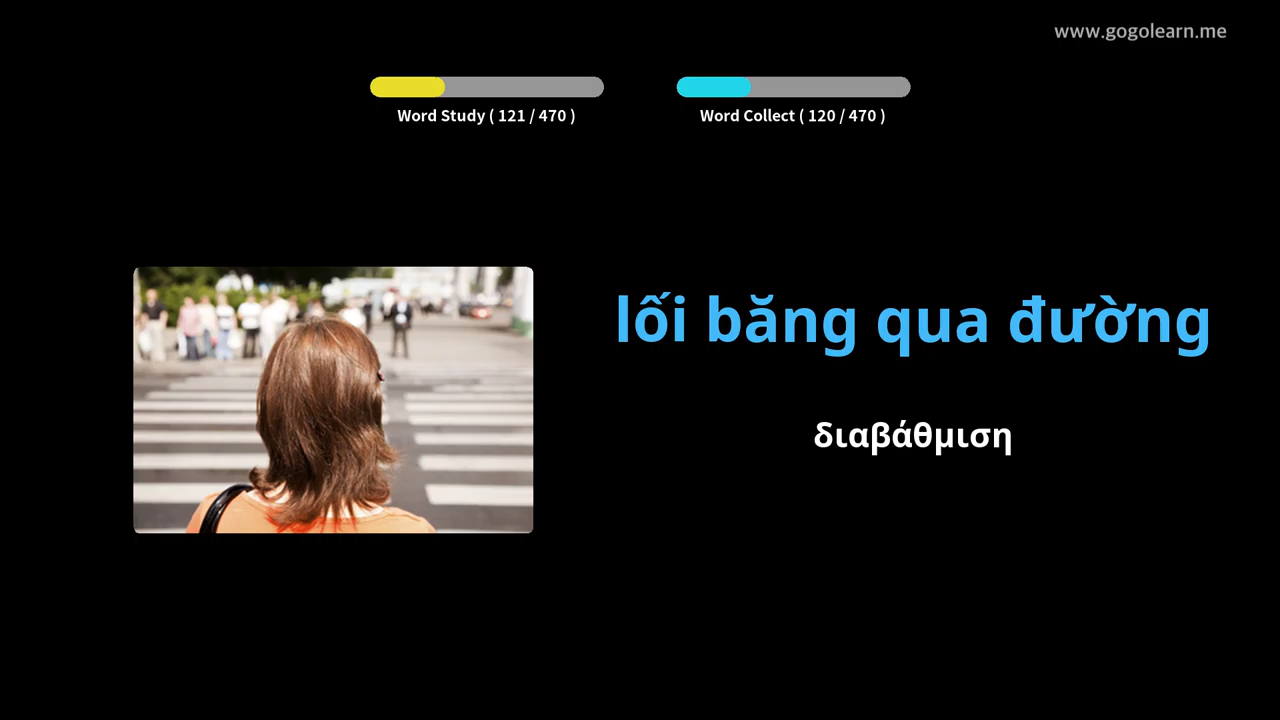 www.gogolearn.me
Word Study ( 121 / 470 )
Word Collect ( 120 / 470 )
lối băng qua đường
διαβάθμιση